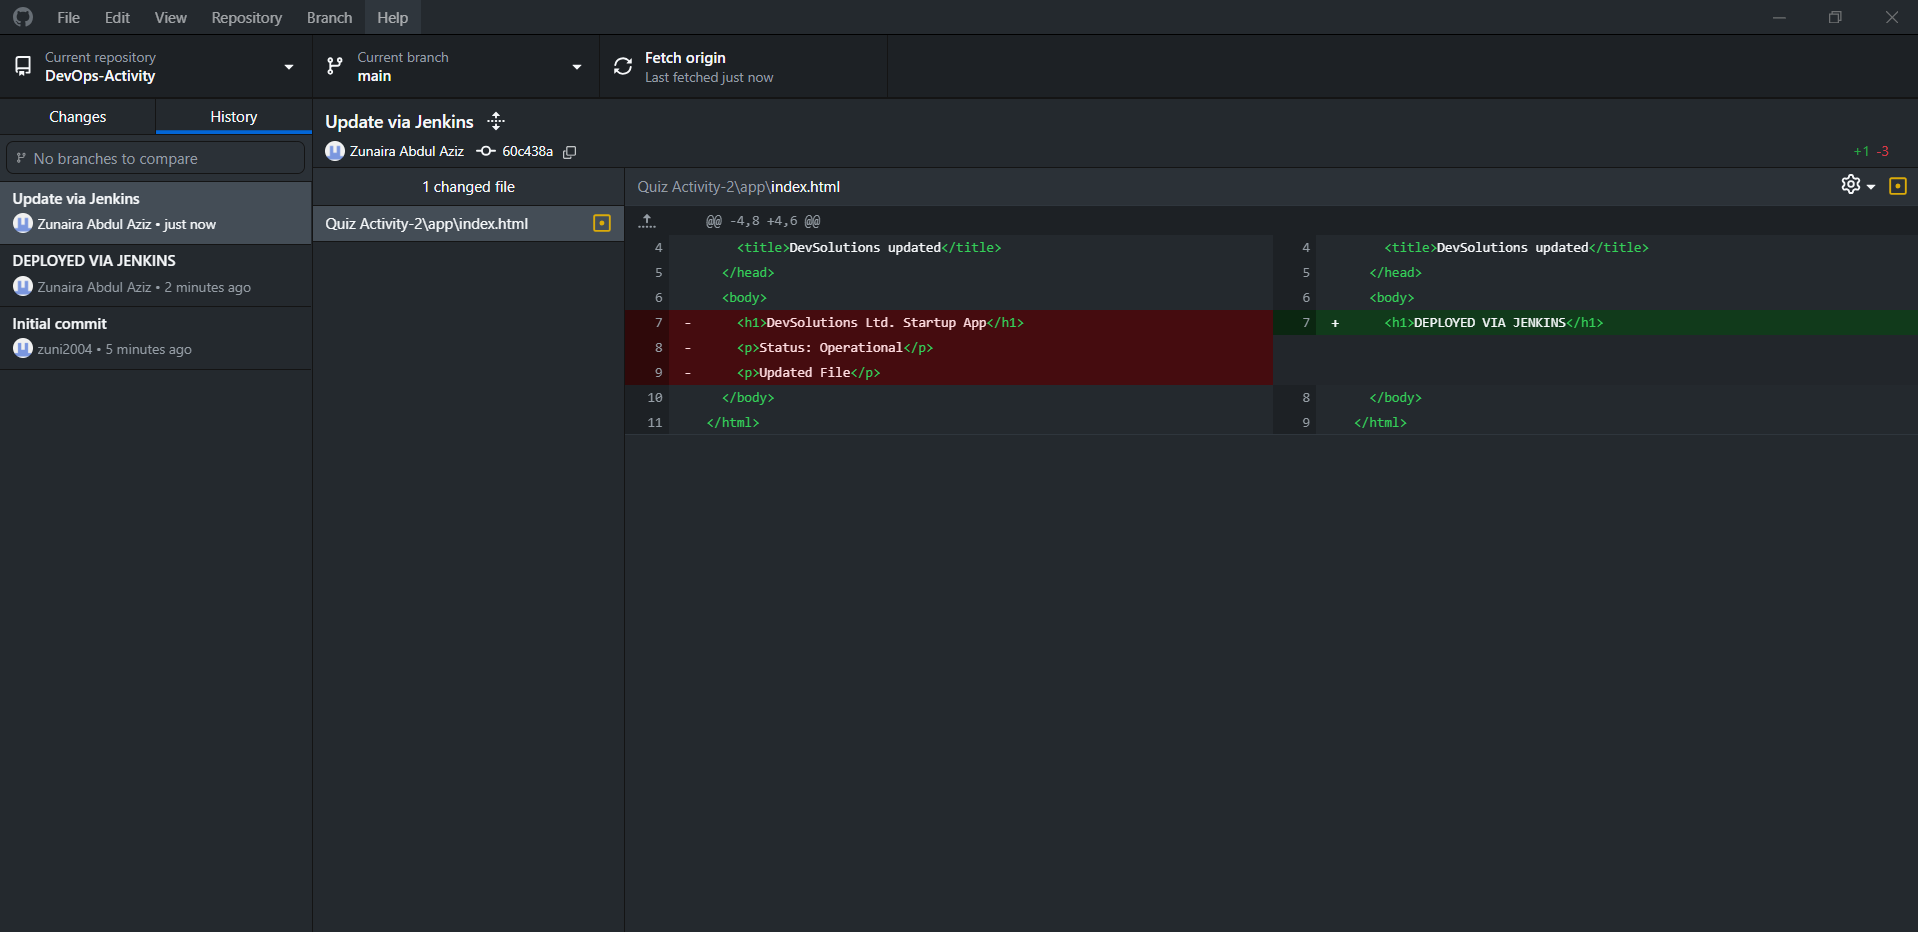 File Edit View Repository Branch Help
Current repository
DevOps-Activity
Current branch
main
Fetch origin
Last fetched just now
Changes
History
No branches to compare
Update via Jenkins
Zunaira Abdul Aziz • just now
DEPLOYED VIA JENKINS
Zunaira Abdul Aziz • 2 minutes ago
Initial commit
zuni2004 • 5 minutes ago
Update via Jenkins
Zunaira Abdul Aziz 60c438a
+1 -3
1 changed file
Quiz Activity-2\app\index.html
Quiz Activity-2\app\index.html
@@ -4,8 +4,6 @@
4 <title>DevSolutions updated</title>
5 </head>
6 <body>
7 - <h1>DevSolutions Ltd. Startup App</h1>
8 - <p>Status: Operational</p>
9 - <p>Updated File</p>
10 </body>
11 </html>
4 <title>DevSolutions updated</title>
5 </head>
6 <body>
7 + <h1>DEPLOYED VIA JENKINS</h1>
8 </body>
9 </html>